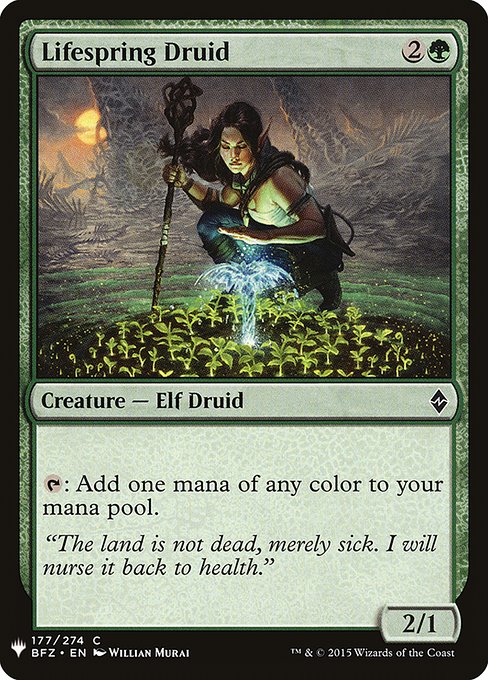 Lifespring Druid 2
Creature — Elf Druid
: Add one mana of any color to your
mana pool.
“The land is not dead, merely sick. I will
nurse it back to health.”
2/1
177/274 C
BFZ • EN Willian Murai
™ & © 2015 Wizards of the Coast